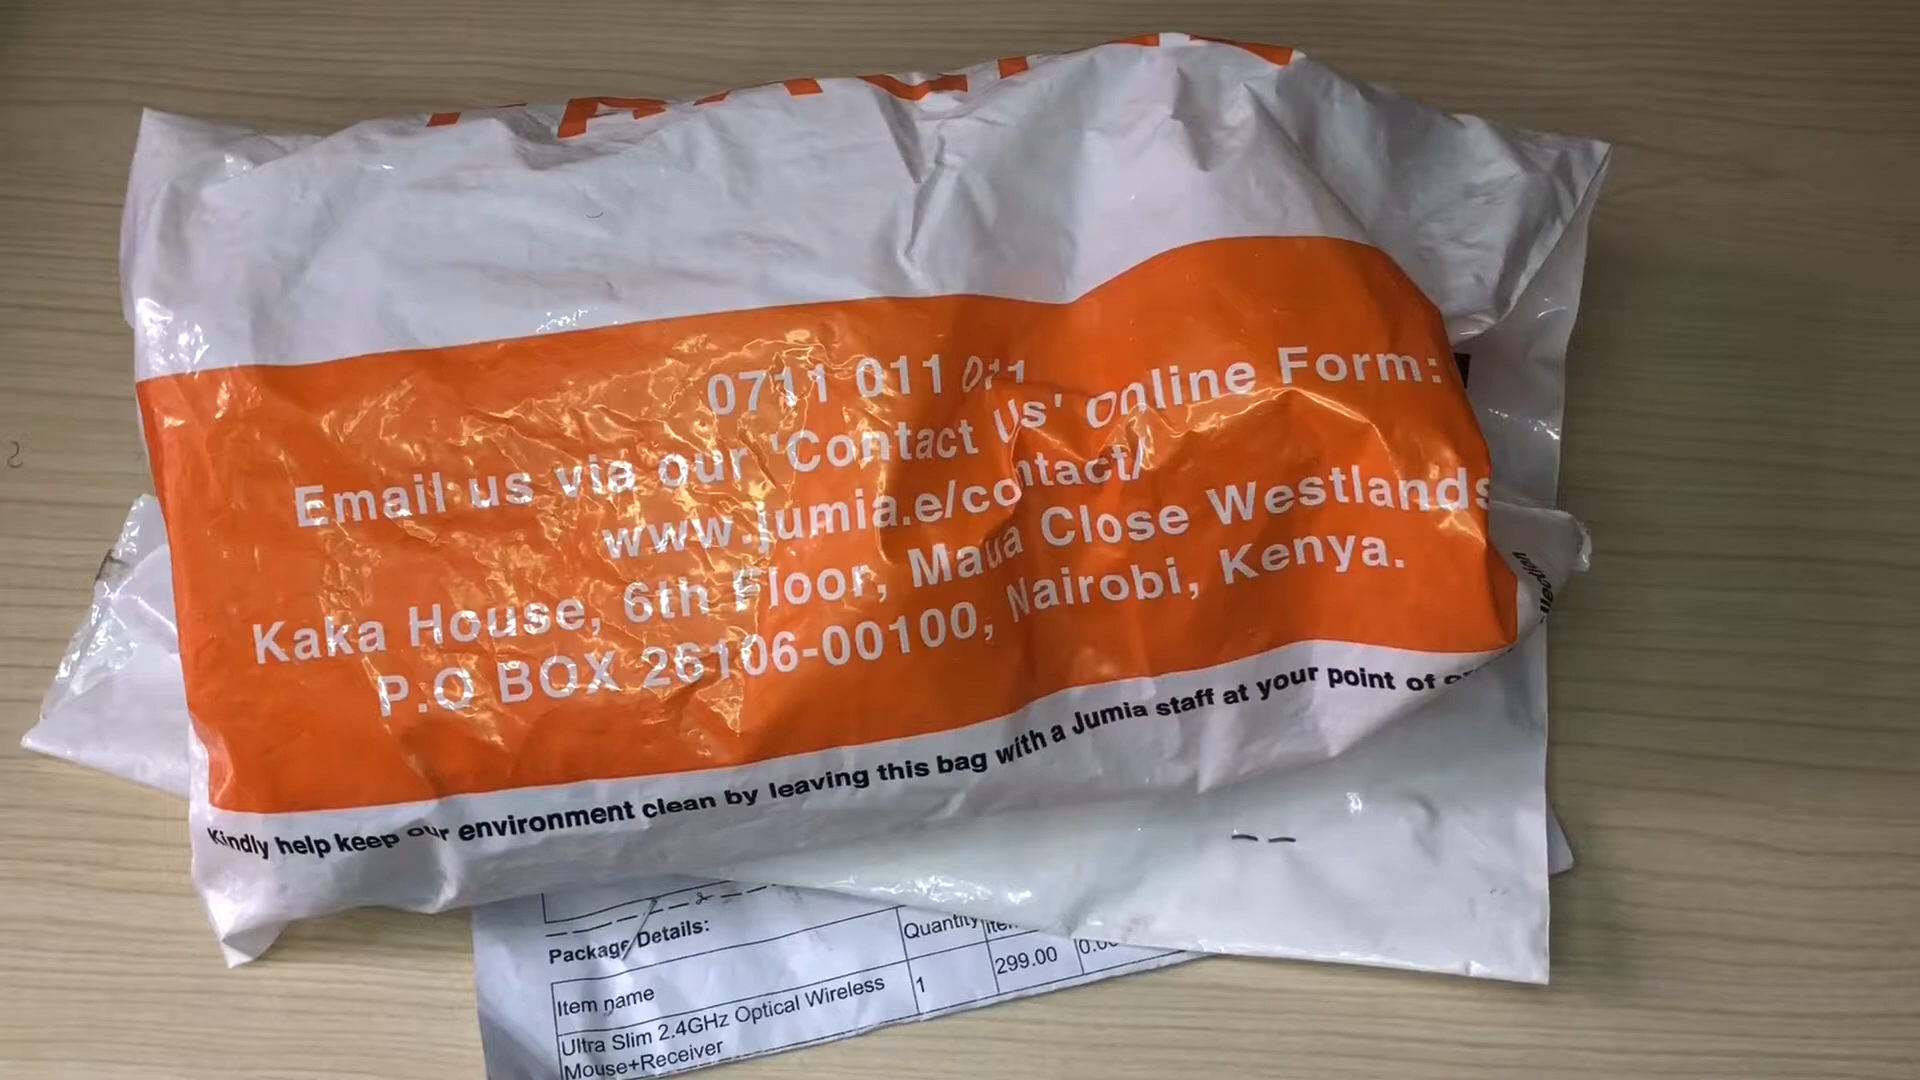 0711 011 011
Email us via our 'Contact Us' Online Form:
www.jumia.e/contact/
Kaka House, 6th Floor, Maua Close Westlands
P.O BOX 26106-00100, Nairobi, Kenya.
Kindly help keep our environment clean by leaving this bag with a Jumia staff at your point of
Package Details:
Item name Quantity
Ultra Slim 2.4GHz Optical Wireless 1 299.00
Mouse+Receiver